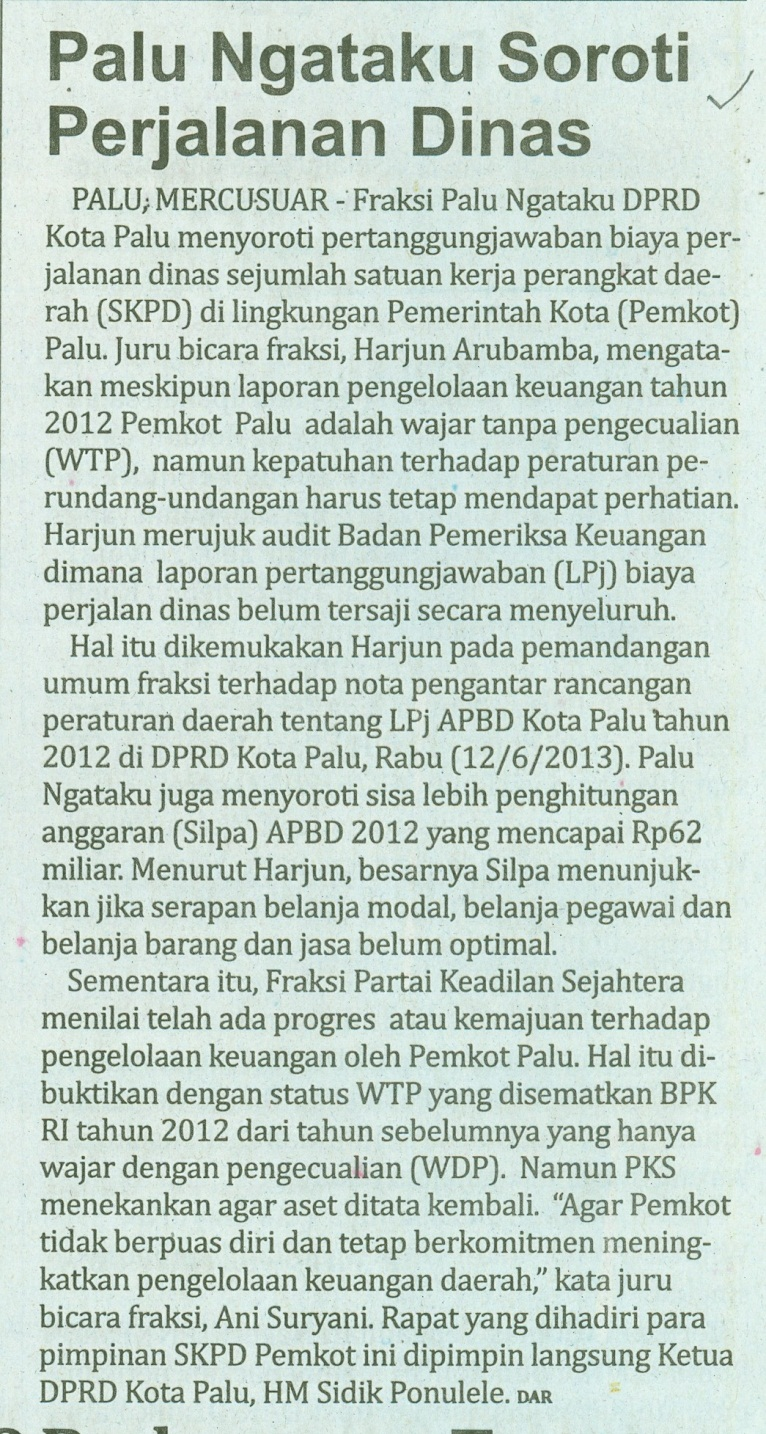 Palu Ngataku Soroti
Perjalanan Dinas
PALU, MERCUSUAR - Fraksi Palu Ngataku DPRD
Kota Palu menyoroti pertanggungjawaban biaya per-
jalanan dinas sejumlah satuan kerja perangkat dae-
rah (SKPD) di lingkungan Pemerintah Kota (Pemkot)
Palu. Juru bicara fraksi, Harjun Arubamba, mengata-
kan meskipun laporan pengelolaan keuangan tahun
2012 Pemkot Palu adalah wajar tanpa pengecualian
(WTP), namun kepatuhan terhadap peraturan pe-
rundang-undangan harus tetap mendapat perhatian.
Harjun merujuk audit Badan Pemeriksa Keuangan
dimana laporan pertanggungjawaban (LPj) biaya
perjalan dinas belum tersaji secara menyeluruh.
Hal itu dikemukakan Harjun pada pemandangan
umum fraksi terhadap nota pengantar rancangan
peraturan daerah tentang LPj APBD Kota Palu tahun
2012 di DPRD Kota Palu, Rabu (12/6/2013). Palu
Ngataku juga menyoroti sisa lebih penghitungan
anggaran (Silpa) APBD 2012 yang mencapai Rp62
miliar. Menurut Harjun, besarnya Silpa menunjuk-
kan jika serapan belanja modal, belanja pegawai dan
belanja barang dan jasa belum optimal.
Sementara itu, Fraksi Partai Keadilan Sejahtera
menilai telah ada progres atau kemajuan terhadap
pengelolaan keuangan oleh Pemkot Palu. Hal itu di-
buktikan dengan status WTP yang disematkan BPK
RI tahun 2012 dari tahun sebelumnya yang hanya
wajar dengan pengecualian (WDP). Namun PKS
menekankan agar aset ditata kembali. “Agar Pemkot
tidak berpuas diri dan tetap berkomitmen mening-
katkan pengelolaan keuangan daerah,” kata juru
bicara fraksi, Ani Suryani. Rapat yang dihadiri para
pimpinan SKPD Pemkot ini dipimpin langsung Ketua
DPRD Kota Palu, HM Sidik Ponulele. DAR